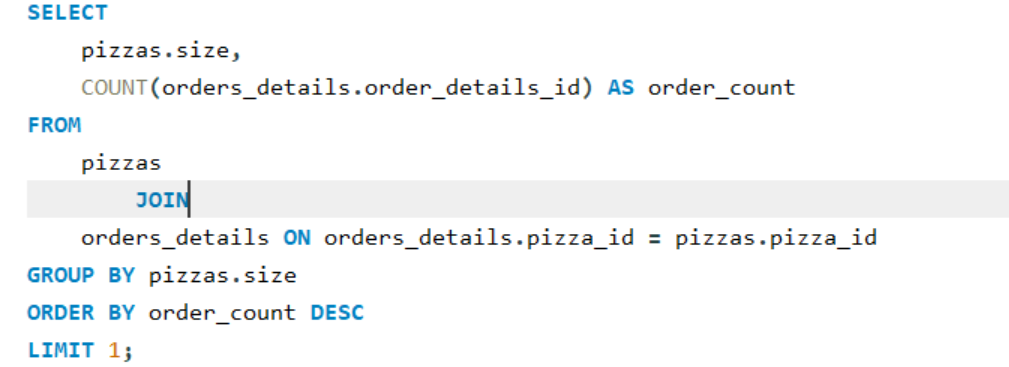 SELECT
    pizzas.size,
    COUNT(orders_details.order_details_id) AS order_count
FROM
    pizzas
        JOIN
    orders_details ON orders_details.pizza_id = pizzas.pizza_id
GROUP BY pizzas.size
ORDER BY order_count DESC
LIMIT 1;